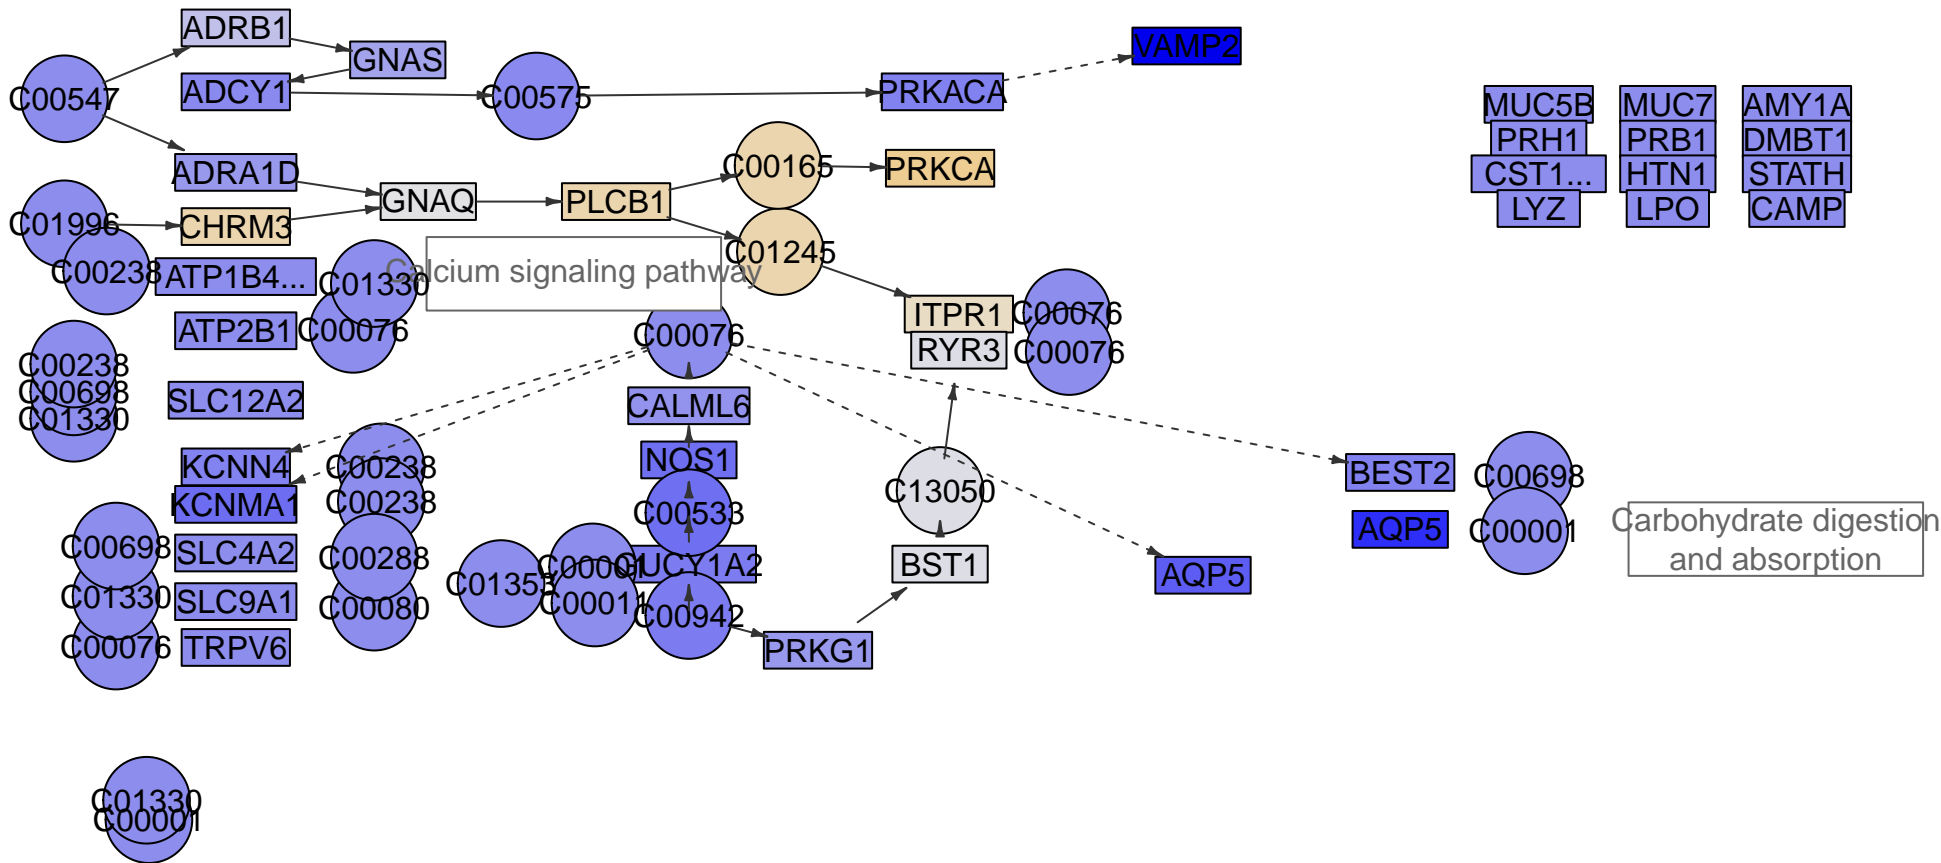 ADRB1
GNAS
VAMP2
C00547
ADCY1
C00575
PRKACA
MUC5B
MUC7
AMY1A
PRH1
PRB1
DMBT1
ADRA1D
C00165
PRKCA
CST1...
HTN1
STATH
GNAQ
PLCB1
LYZ
LPO
CAMP
C01996
CHRM3
C01245
C00238
ATP1B4...
C01330
Calcium signaling pathway
ITPR1
C00076
ATP2B1
C00076
C00076
RYR3
C00076
C00238
C00698
C01330
SLC12A2
CALML6
KCNN4
C00238
NOS1
BEST2
C00698
KCNMA1
C00238
C00533
C13050
AQP5
C00001
Carbohydrate digestion
and absorption
C00698
SLC4A2
C00288
C01353
C00001
GUCY1A2
BST1
AQP5
C01330
SLC9A1
C00080
C00011
C00942
C00076
TRPV6
PRKG1
C01330
C00001